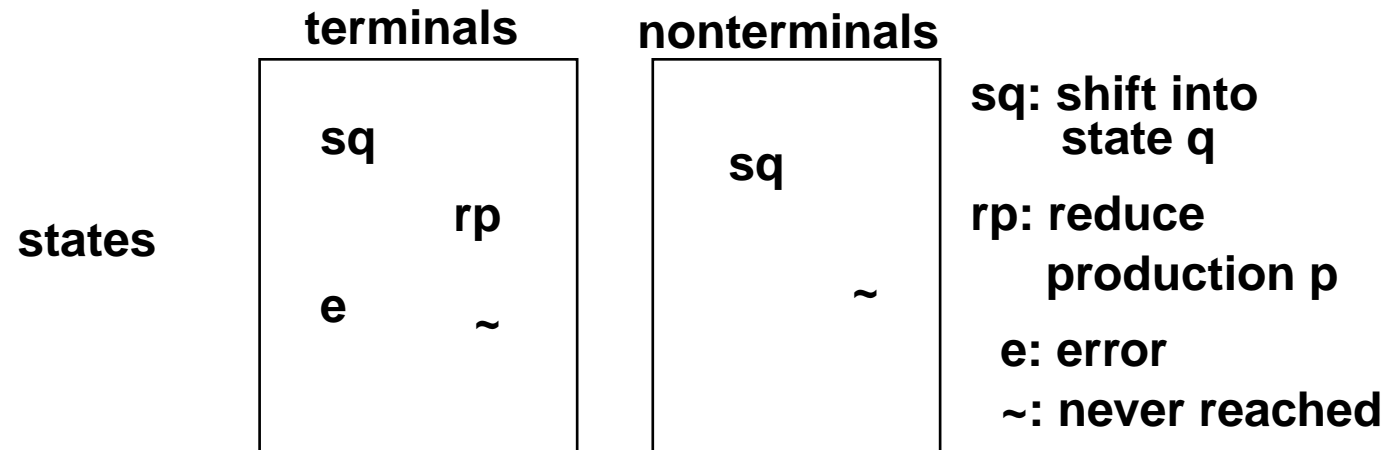 terminals
nonterminals
states
sq
rp
e
~
sq
~
sq: shift into
state q
rp: reduce
production p
e: error
~: never reached